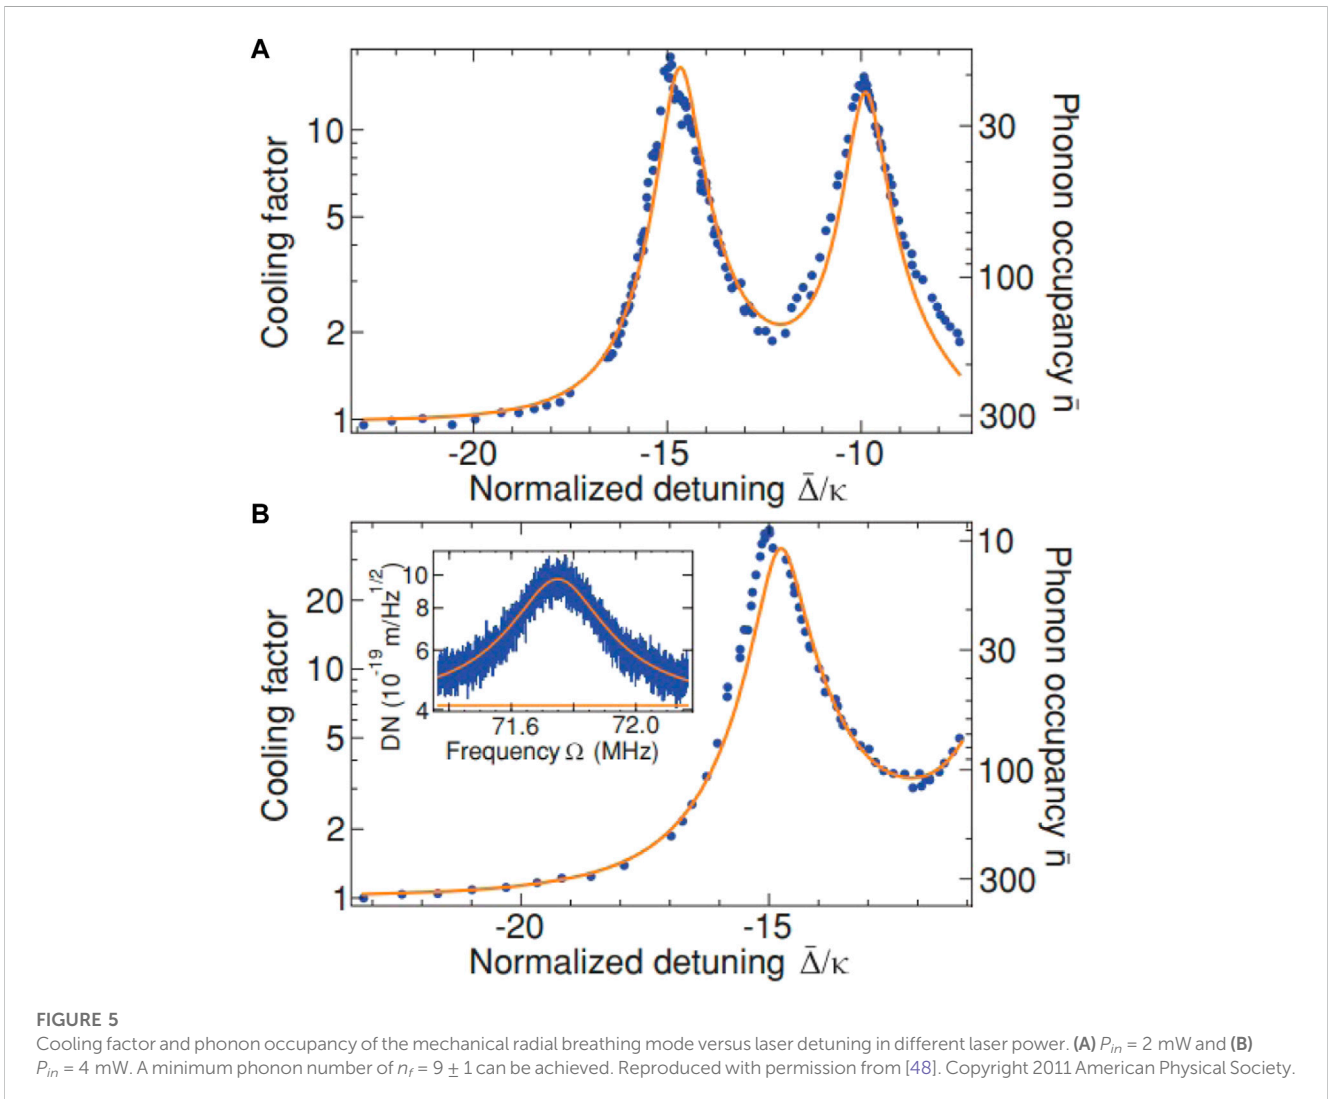 A
Cooling factor
10
5
2
1
30
100
300
Phonon occupancy n̄
-20
-15
-10
Normalized detuning Δ̄/κ
B
Cooling factor
20
10
5
2
1
10
30
100
300
Phonon occupancy n̄
DN (10⁻¹⁹ m/Hz¹/²)
10
8
6
4
71.6
72.0
Frequency Ω (MHz)
-20
-15
Normalized detuning Δ̄/κ
FIGURE 5
Cooling factor and phonon occupancy of the mechanical radial breathing mode versus laser detuning in different laser power. (A) Pin = 2 mW and (B)
Pin = 4 mW. A minimum phonon number of nf = 9 ± 1 can be achieved. Reproduced with permission from [48]. Copyright 2011 American Physical Society.